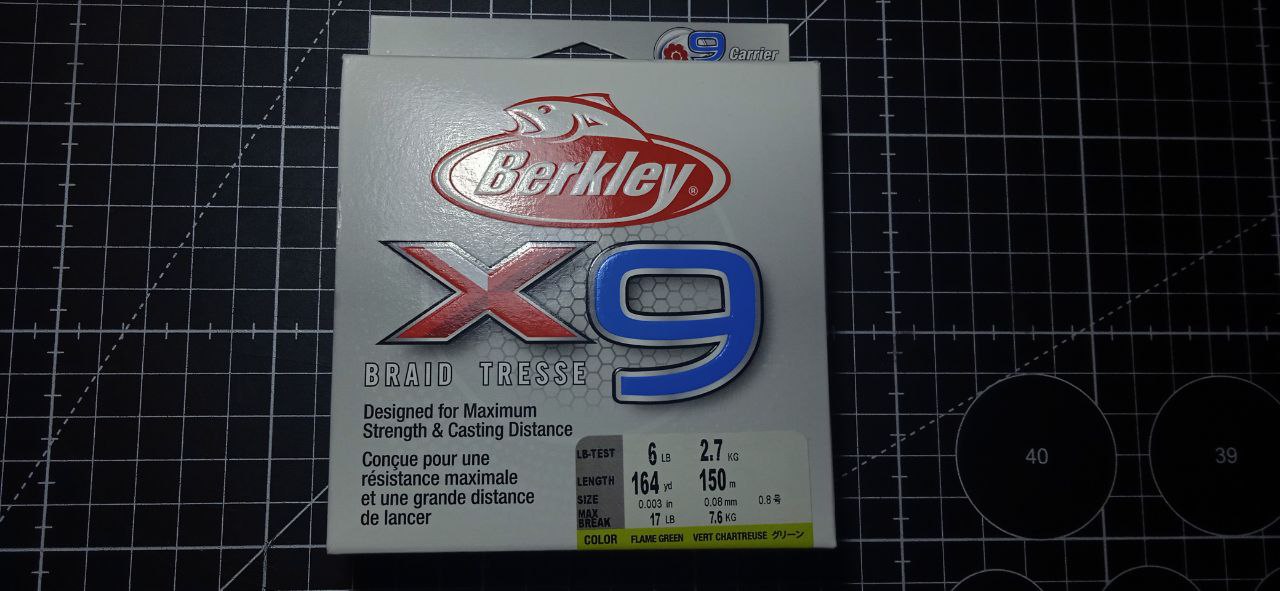 9 Carrier
Berkley®
X9
BRAID TRESSE
Designed for Maximum
Strength & Casting Distance
Conçue pour une
résistance maximale
et une grande distance
de lancer
LB-TEST 6 LB 2.7 KG
LENGTH 164 yd 150 m
SIZE 0.003 in 0.08 mm 0.8号
MAX
BREAK 17 LB 7.6 KG
COLOR FLAME GREEN VERT CHARTREUSE グリーン
40
39